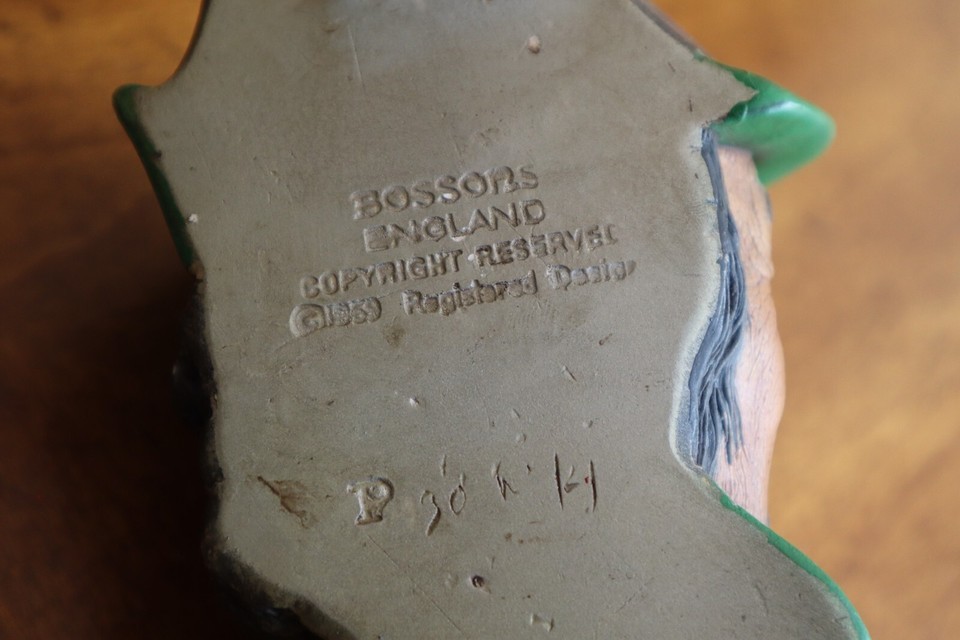 BOSSONS
ENGLAND
COPYRIGHT RESERVED
© Registered Design
P